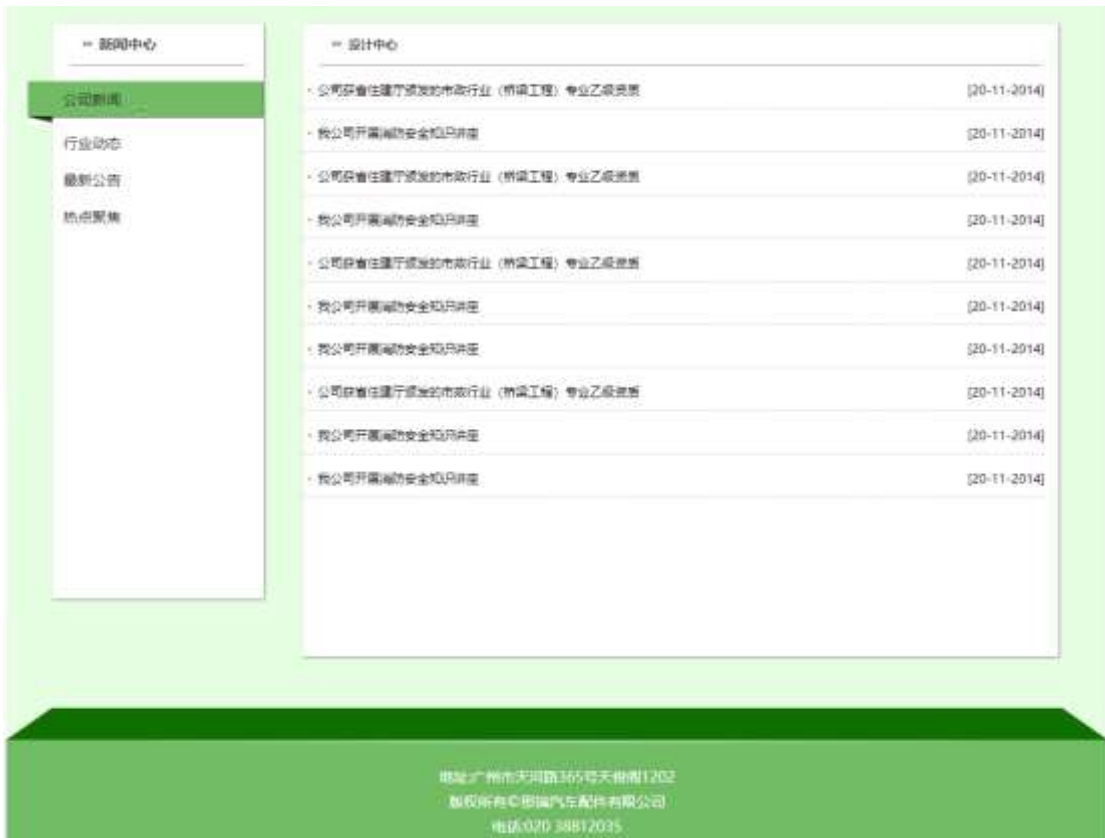 新闻中心
公司新闻
行业动态
最新公告
热点聚焦
设计中心
· 公司获省住建厅颁发的市政行业（桥梁工程）专业乙级资质 [20-11-2014]
· 我公司开展消防安全知识讲座 [20-11-2014]
· 公司获省住建厅颁发的市政行业（桥梁工程）专业乙级资质 [20-11-2014]
· 我公司开展消防安全知识讲座 [20-11-2014]
· 公司获省住建厅颁发的市政行业（桥梁工程）专业乙级资质 [20-11-2014]
· 我公司开展消防安全知识讲座 [20-11-2014]
· 我公司开展消防安全知识讲座 [20-11-2014]
· 公司获省住建厅颁发的市政行业（桥梁工程）专业乙级资质 [20-11-2014]
· 我公司开展消防安全知识讲座 [20-11-2014]
· 我公司开展消防安全知识讲座 [20-11-2014]
地址:广州市天河路365号天俊阁1202
版权所有©汽车配件有限公司
电话:020 38812035